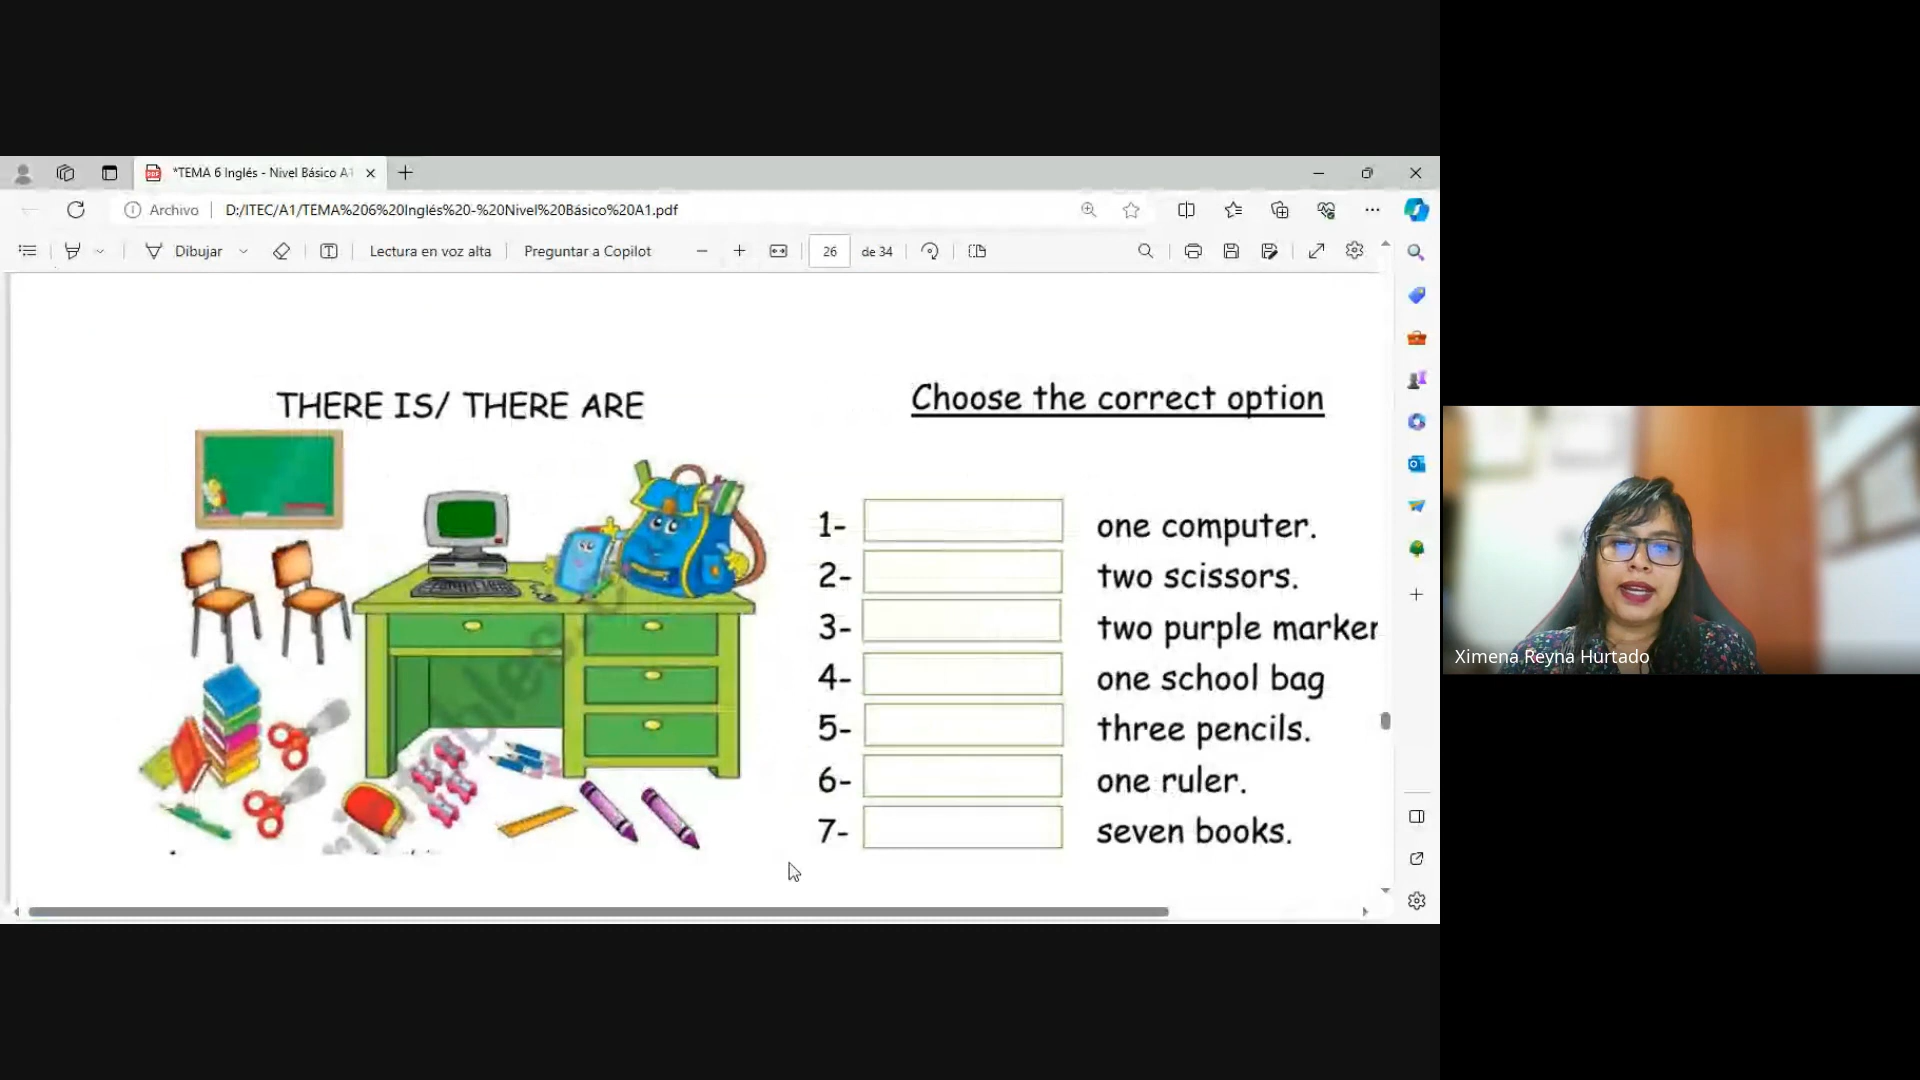 *TEMA 6 Inglés - Nivel Básico A1
Archivo D:/ITEC/A1/TEMA%206%20Inglés%20-%20Nivel%20Básico%20A1.pdf
Dibujar Lectura en voz alta Preguntar a Copilot 26 de 34
THERE IS/ THERE ARE
Choose the correct option
1- one computer.
2- two scissors.
3- two purple marker
4- one school bag
5- three pencils.
6- one ruler.
7- seven books.
Ximena Reyna Hurtado